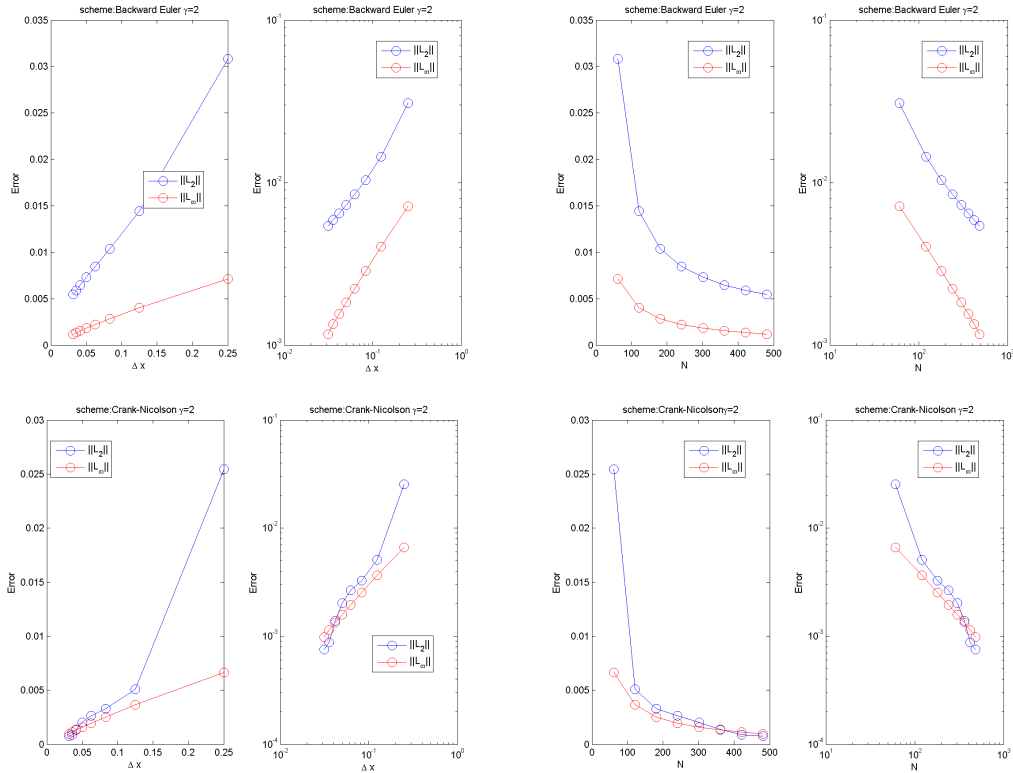 scheme:Backward Euler γ=2
0.035
0.03
0.025
0.02
0.015
0.01
0.005
0
Error
||L2||
||L∞||
0
0.05
0.1
0.15
0.2
0.25
Δ x
scheme:Backward Euler γ=2
10^-1
10^-2
10^-3
Error
||L2||
||L∞||
10^-2
10^-1
10^0
Δ x
scheme:Backward Euler γ=2
0.035
0.03
0.025
0.02
0.015
0.01
0.005
0
Error
||L2||
||L∞||
0
100
200
300
400
500
N
scheme:Backward Euler γ=2
10^-1
10^-2
10^-3
Error
||L2||
||L∞||
10^1
10^2
10^3
N
scheme:Crank-Nicolson γ=2
0.03
0.025
0.02
0.015
0.01
0.005
0
Error
||L2||
||L∞||
0
0.05
0.1
0.15
0.2
0.25
Δ x
scheme:Crank-Nicolson γ=2
10^-1
10^-2
10^-3
10^-4
Error
||L2||
||L∞||
10^-2
10^-1
10^0
Δ x
scheme:Crank-Nicolsonγ=2
0.03
0.025
0.02
0.015
0.01
0.005
0
Error
||L2||
||L∞||
0
100
200
300
400
500
N
scheme:Crank-Nicolson γ=2
10^-1
10^-2
10^-3
10^-4
Error
||L2||
||L∞||
10^1
10^2
10^3
N